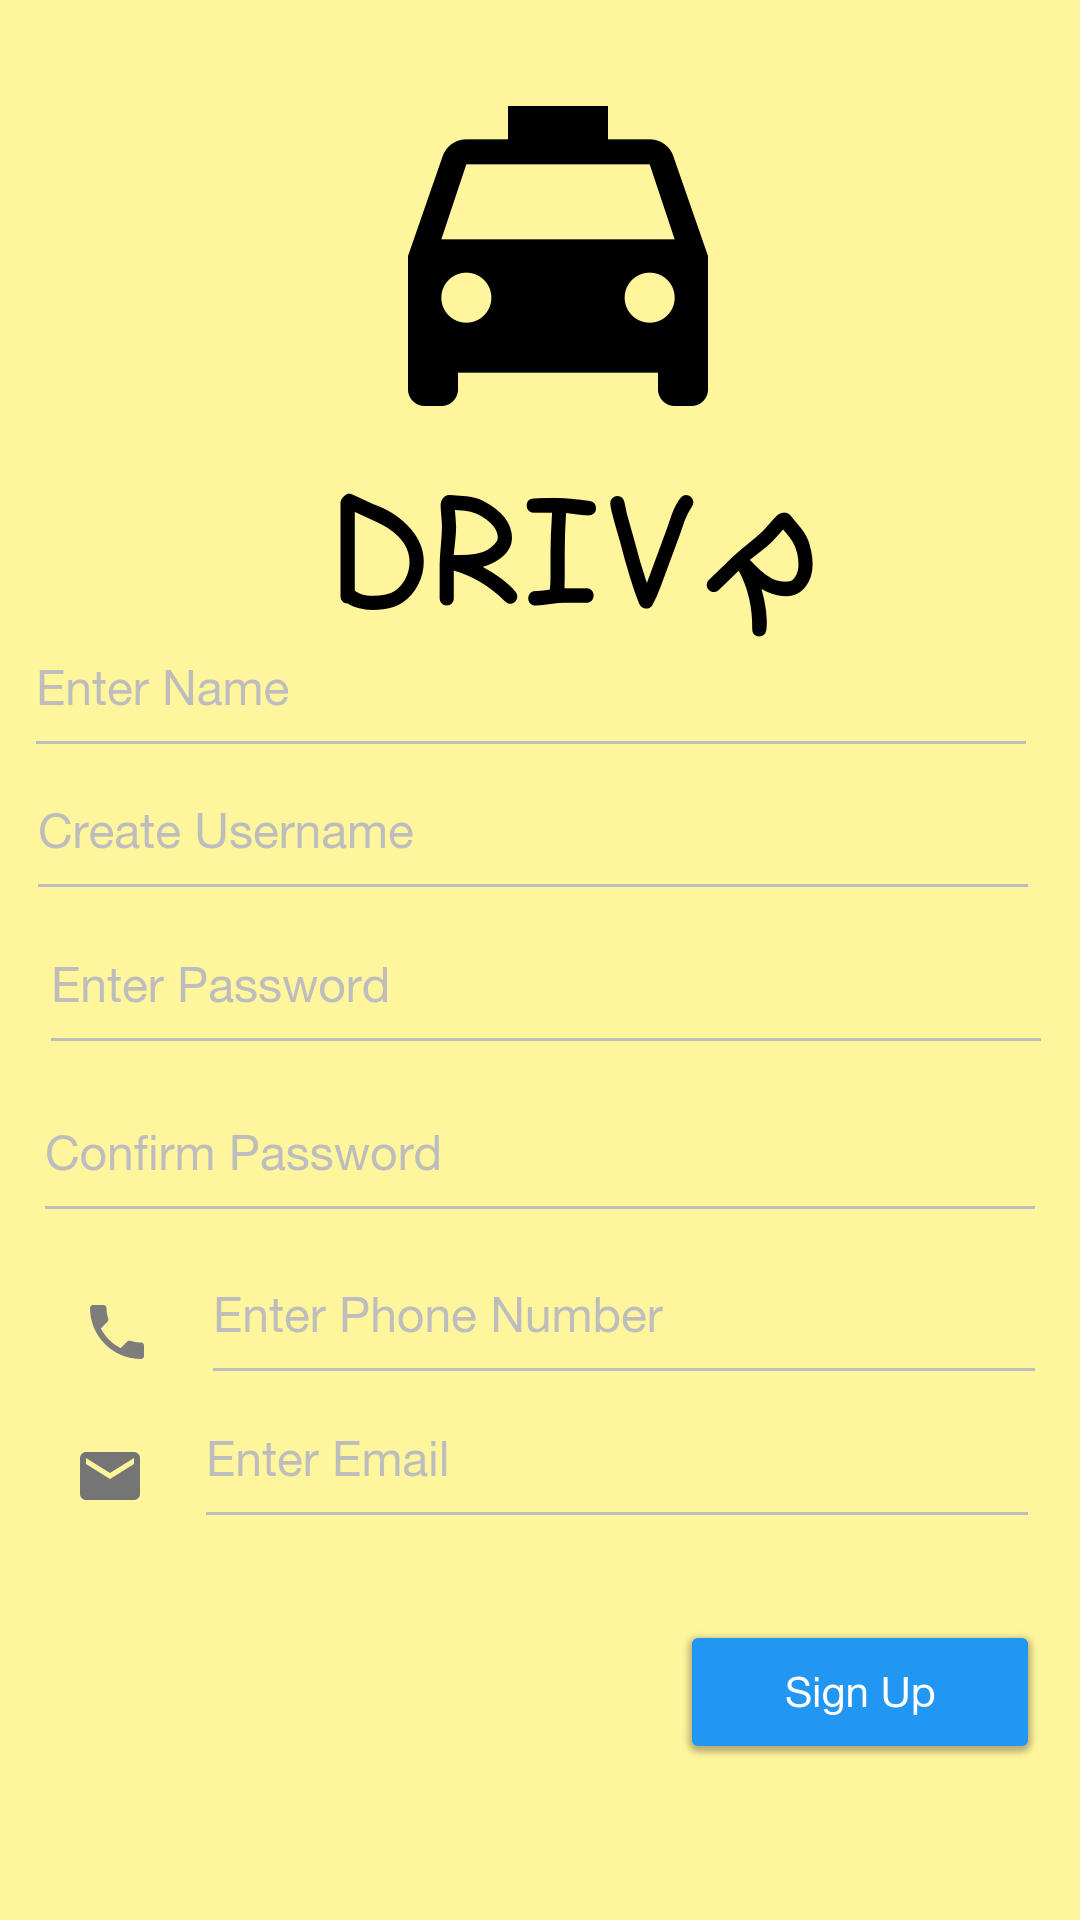 DRIVR
Enter Name
Create Username
Enter Password
Confirm Password
Enter Phone Number
Enter Email
Sign Up